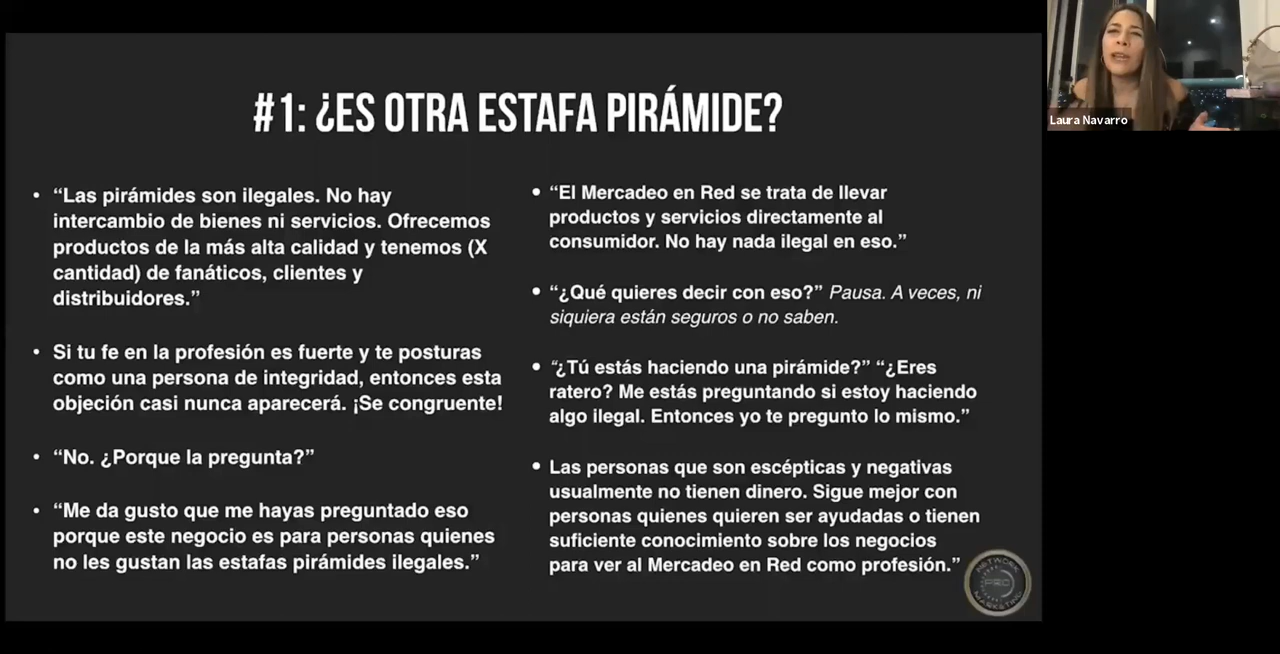 #1: ¿ES OTRA ESTAFA PIRÁMIDE?
• “Las pirámides son ilegales. No hay
intercambio de bienes ni servicios. Ofrecemos
productos de la más alta calidad y tenemos (X
cantidad) de fanáticos, clientes y
distribuidores.”
• Si tu fe en la profesión es fuerte y te posturas
como una persona de integridad, entonces esta
objeción casi nunca aparecerá. ¡Se congruente!
• “No. ¿Porque la pregunta?”
• “Me da gusto que me hayas preguntado eso
porque este negocio es para personas quienes
no les gustan las estafas pirámides ilegales.”
• “El Mercadeo en Red se trata de llevar
productos y servicios directamente al
consumidor. No hay nada ilegal en eso.”
• “¿Qué quieres decir con eso?” Pausa. A veces, ni
siquiera están seguros o no saben.
• “¿Tú estás haciendo una pirámide?” “¿Eres
ratero? Me estás preguntando si estoy haciendo
algo ilegal. Entonces yo te pregunto lo mismo.”
• Las personas que son escépticas y negativas
usualmente no tienen dinero. Sigue mejor con
personas quienes quieren ser ayudadas o tienen
suficiente conocimiento sobre los negocios
para ver al Mercadeo en Red como profesión.”
NETWORK
PRO
MARKETING
Laura Navarro